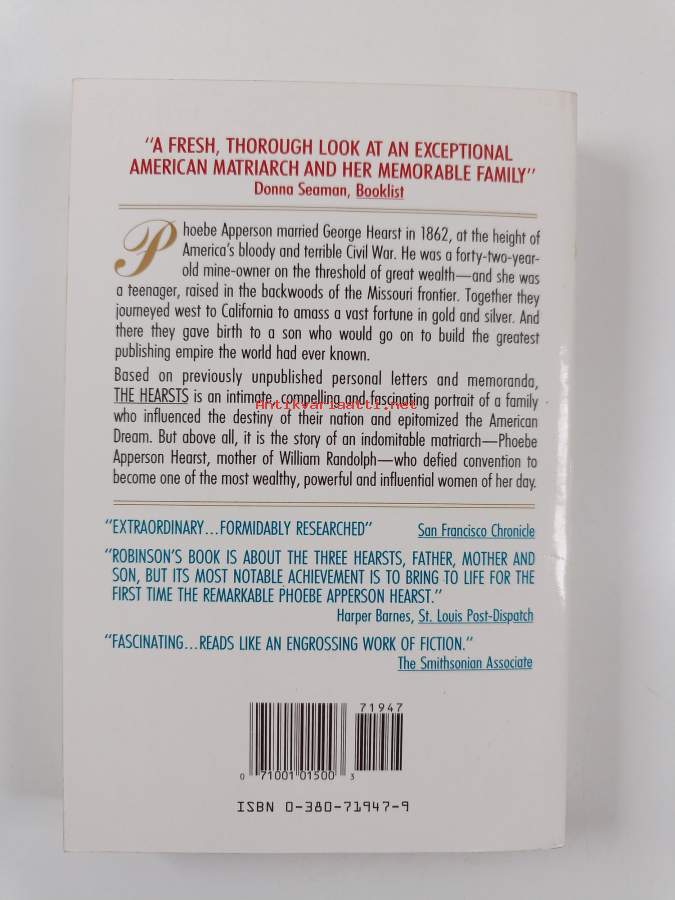 "A FRESH, THOROUGH LOOK AT AN EXCEPTIONAL
AMERICAN MATRIARCH AND HER MEMORABLE FAMILY"
Donna Seaman, Booklist
Phoebe Apperson married George Hearst in 1862, at the height of
America's bloody and terrible Civil War. He was a forty-two-year-
old mine-owner on the threshold of great wealth—and she was
a teenager, raised in the backwoods of the Missouri frontier. Together they
journeyed west to California to amass a vast fortune in gold and silver. And
there they gave birth to a son who would go on to build the greatest
publishing empire the world had ever known.
Based on previously unpublished personal letters and memoranda,
THE HEARSTS is an intimate, compelling and fascinating portrait of a family
Antikvariaatti.net
who influenced the destiny of their nation and epitomized the American
Dream. But above all, it is the story of an indomitable matriarch—Phoebe
Apperson Hearst, mother of William Randolph—who defied convention to
become one of the most wealthy, powerful and influential women of her day.
"EXTRAORDINARY...FORMIDABLY RESEARCHED" San Francisco Chronicle
"ROBINSON'S BOOK IS ABOUT THE THREE HEARSTS, FATHER, MOTHER AND
SON, BUT ITS MOST NOTABLE ACHIEVEMENT IS TO BRING TO LIFE FOR THE
FIRST TIME THE REMARKABLE PHOEBE APPERSON HEARST."
Harper Barnes, St. Louis Post-Dispatch
"FASCINATING...READS LIKE AN ENGROSSING WORK OF FICTION."
The Smithsonian Associate
71947
0 71001 01500 3
ISBN 0-380-71947-9